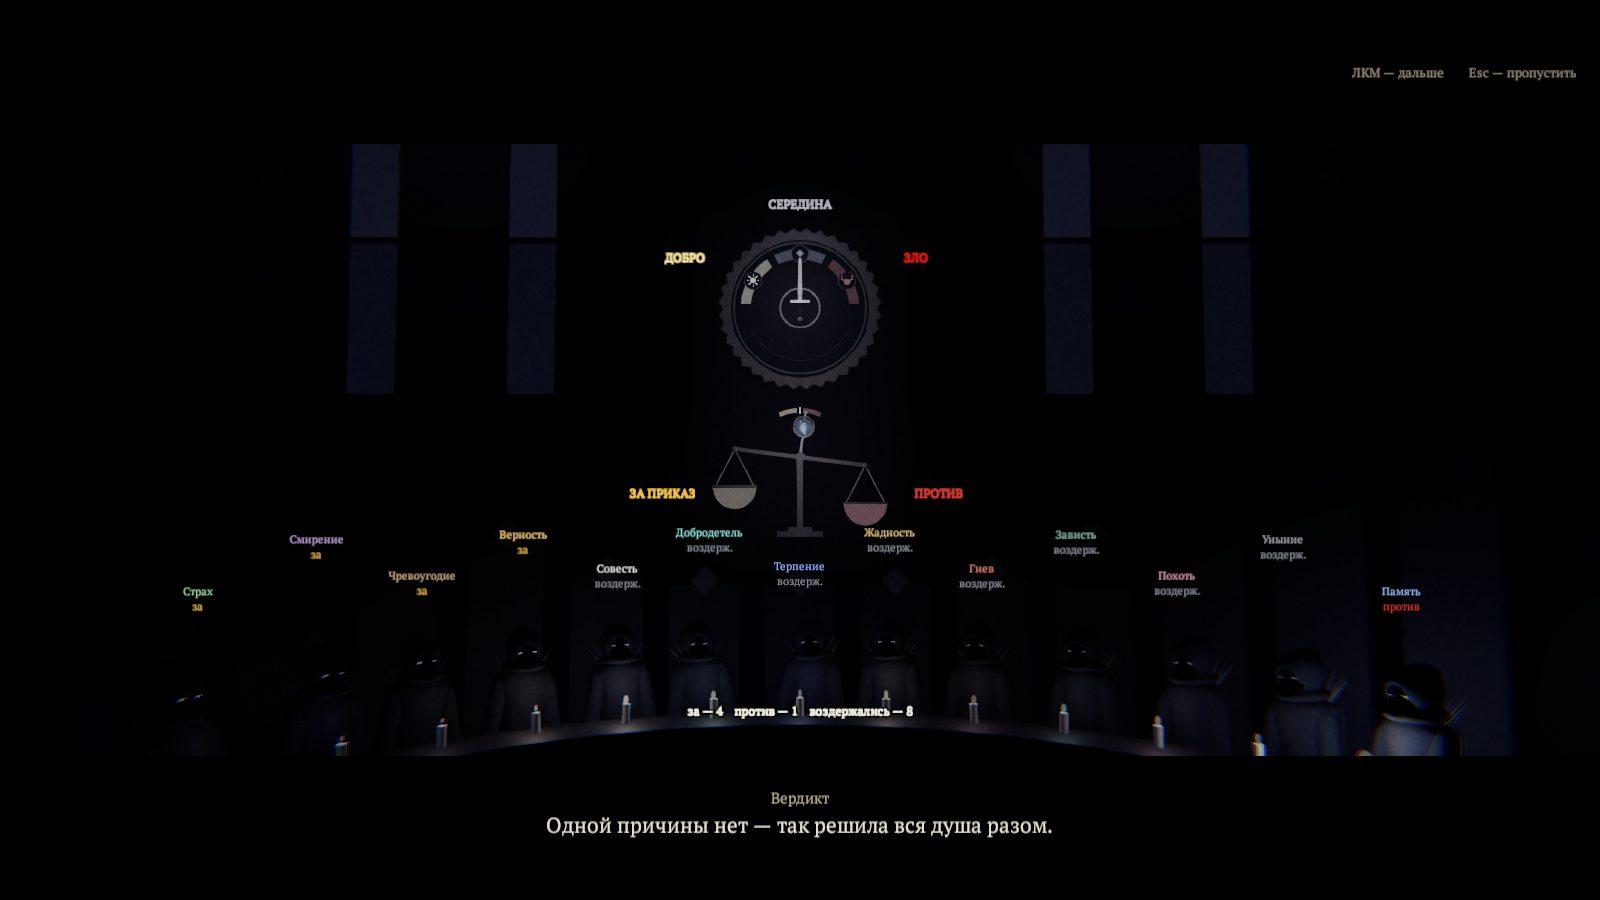 ЛКМ — дальше Esc — пропустить
СЕРЕДИНА
ДОБРО ЗЛО
ЗА ПРИКАЗ ПРОТИВ
Страх
за
Смирение
за
Чревоугодие
за
Верность
за
Совесть
воздерж.
Добродетель
воздерж.
Терпение
воздерж.
Жадность
воздерж.
Гнев
воздерж.
Зависть
воздерж.
Похоть
воздерж.
Уныние
воздерж.
Память
против
за — 4 против — 1 воздержались — 8
Вердикт
Одной причины нет — так решила вся душа разом.